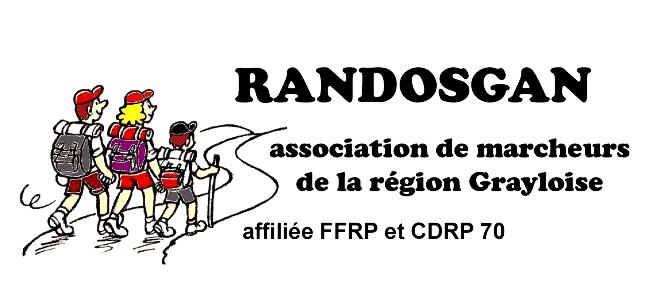 RANDOSGAN
association de marcheurs
de la région Grayloise
affiliée FFRP et CDRP 70